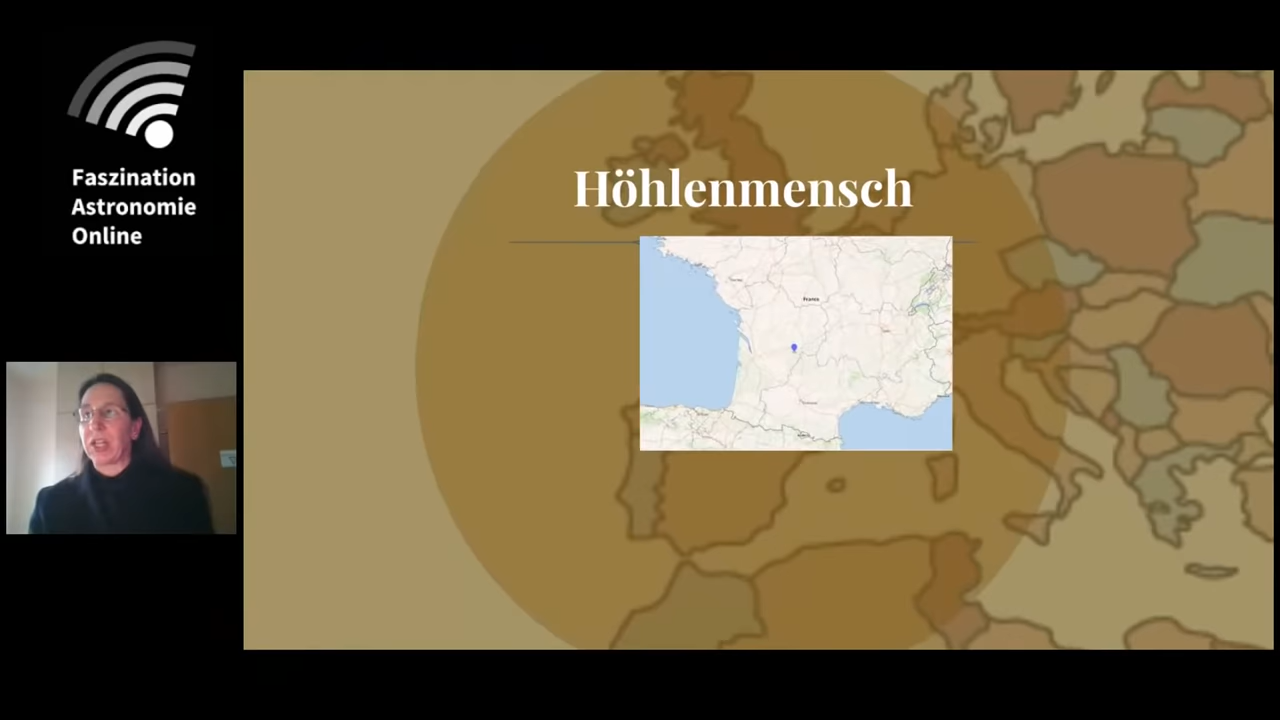 Faszination
Astronomie
Online
Höhlenmensch
France